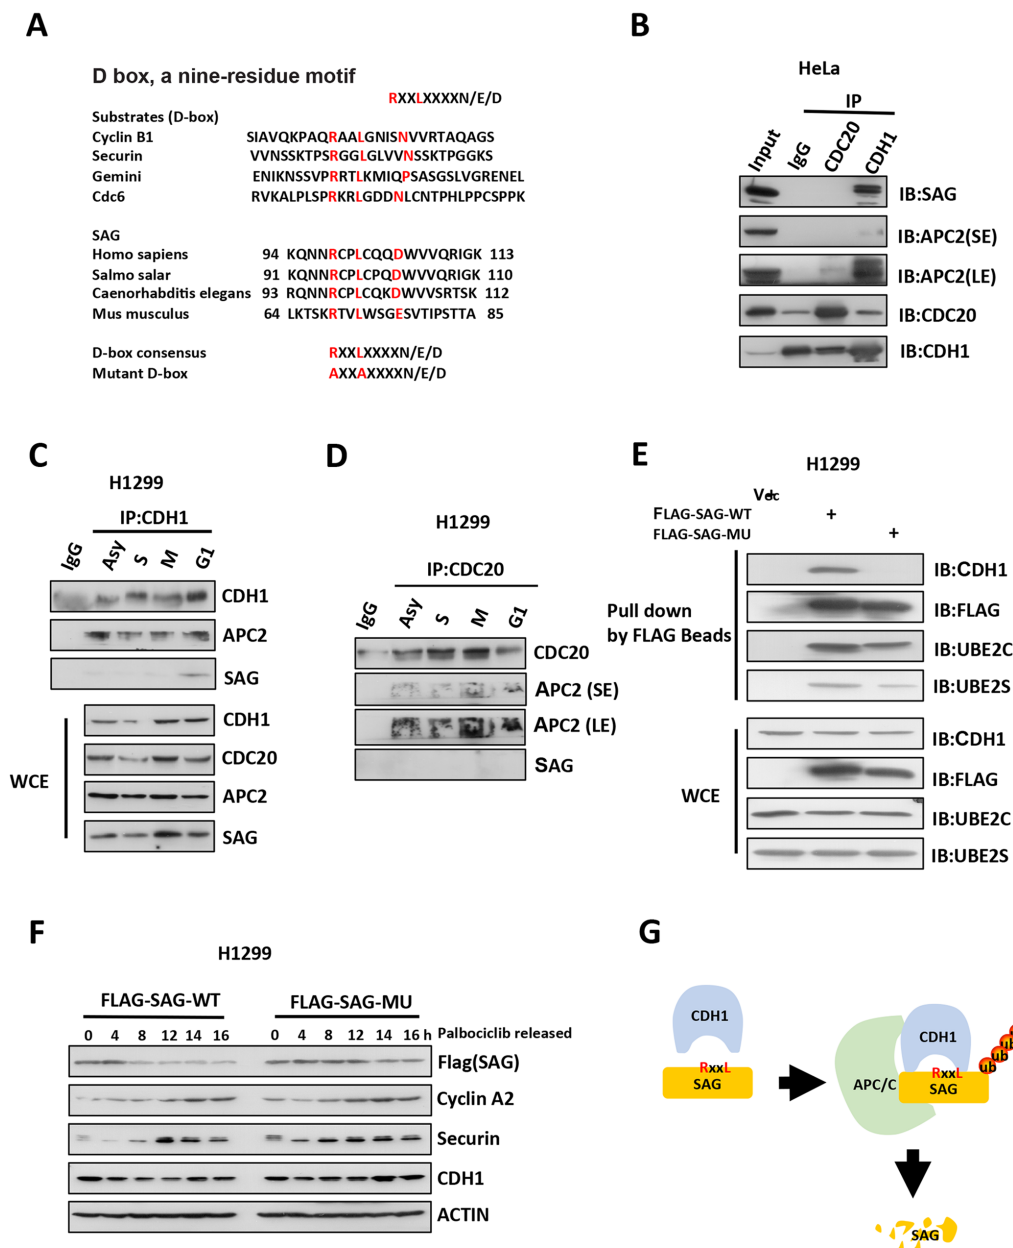 A
D box, a nine-residue motif
RXXLXXXXN/E/D
Substrates (D-box)
Cyclin B1 SIAVQKPAQRAALGNISNVVRTAQAGS
Securin VVNSSKTPSRGGLGLVVNSSKTPGGKS
Gemini ENIKNSSVPRRTLKMIQPSASGSLVGRENEL
Cdc6 RVKALPLSPRKRLGDDNLCNTPHLPPCSPPK
SAG
Homo sapiens 94 KQNNRCPLCQQDWVVQRIGK 113
Salmo salar 91 KQNNRCPLCPQDWVVQRIGK 110
Caenorhabditis elegans 93 RQNNRCPLCQKDWVVSRTSK 112
Mus musculus 64 LKTSKRTVLWSGESVTIPSTTA 85
D-box consensus RXXLXXXXN/E/D
Mutant D-box AXXAXXXXN/E/D
B
HeLa
IP
Input IgG CDC20 CDH1
IB:SAG
IB:APC2(SE)
IB:APC2(LE)
IB:CDC20
IB:CDH1
C
H1299
IP:CDH1
IgG Asy S M G1
CDH1
APC2
SAG
WCE
CDH1
CDC20
APC2
SAG
D
H1299
IP:CDC20
IgG Asy S M G1
CDC20
APC2 (SE)
APC2 (LE)
SAG
E
H1299
Vec +
FLAG-SAG-WT +
FLAG-SAG-MU +
Pull down
by FLAG Beads
IB:CDH1
IB:FLAG
IB:UBE2C
IB:UBE2S
WCE
IB:CDH1
IB:FLAG
IB:UBE2C
IB:UBE2S
F
H1299
FLAG-SAG-WT FLAG-SAG-MU
0 4 8 12 14 16 0 4 8 12 14 16 h Palbociclib released
Flag(SAG)
Cyclin A2
Securin
CDH1
ACTIN
G
CDH1
RxxL
SAG
APC/C
CDH1
RxxL
SAG
ub
ub
ub
SAG